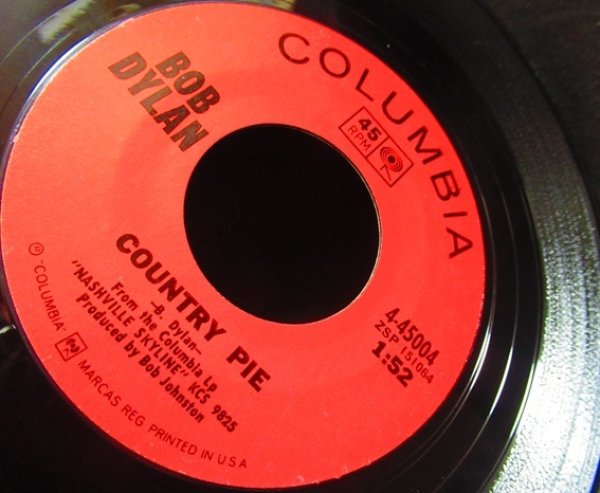 COLUMBIA
BOB
DYLAN
45
RPM
4-45004
ZSP 151064
1:52
COUNTRY PIE
-B. Dylan-
From the Columbia Lp
"NASHVILLE SKYLINE" KCS 9825
Produced by Bob Johnston
Ⓟ "COLUMBIA" MARCAS REG PRINTED IN U S A